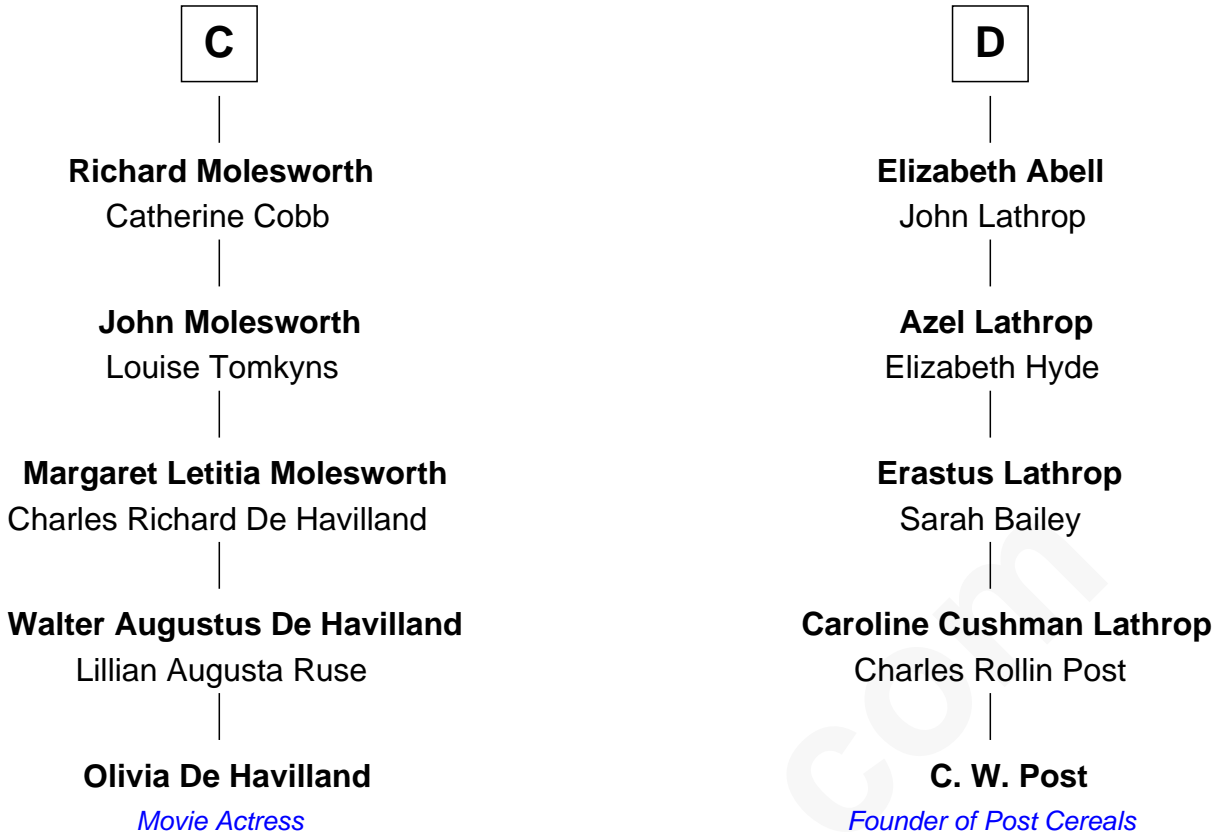 C
Richard Molesworth
Catherine Cobb
John Molesworth
Louise Tomkyns
Margaret Letitia Molesworth
Charles Richard De Havilland
Walter Augustus De Havilland
Lillian Augusta Ruse
Olivia De Havilland
Movie Actress
D
Elizabeth Abell
John Lathrop
Azel Lathrop
Elizabeth Hyde
Erastus Lathrop
Sarah Bailey
Caroline Cushman Lathrop
Charles Rollin Post
C. W. Post
Founder of Post Cereals
com